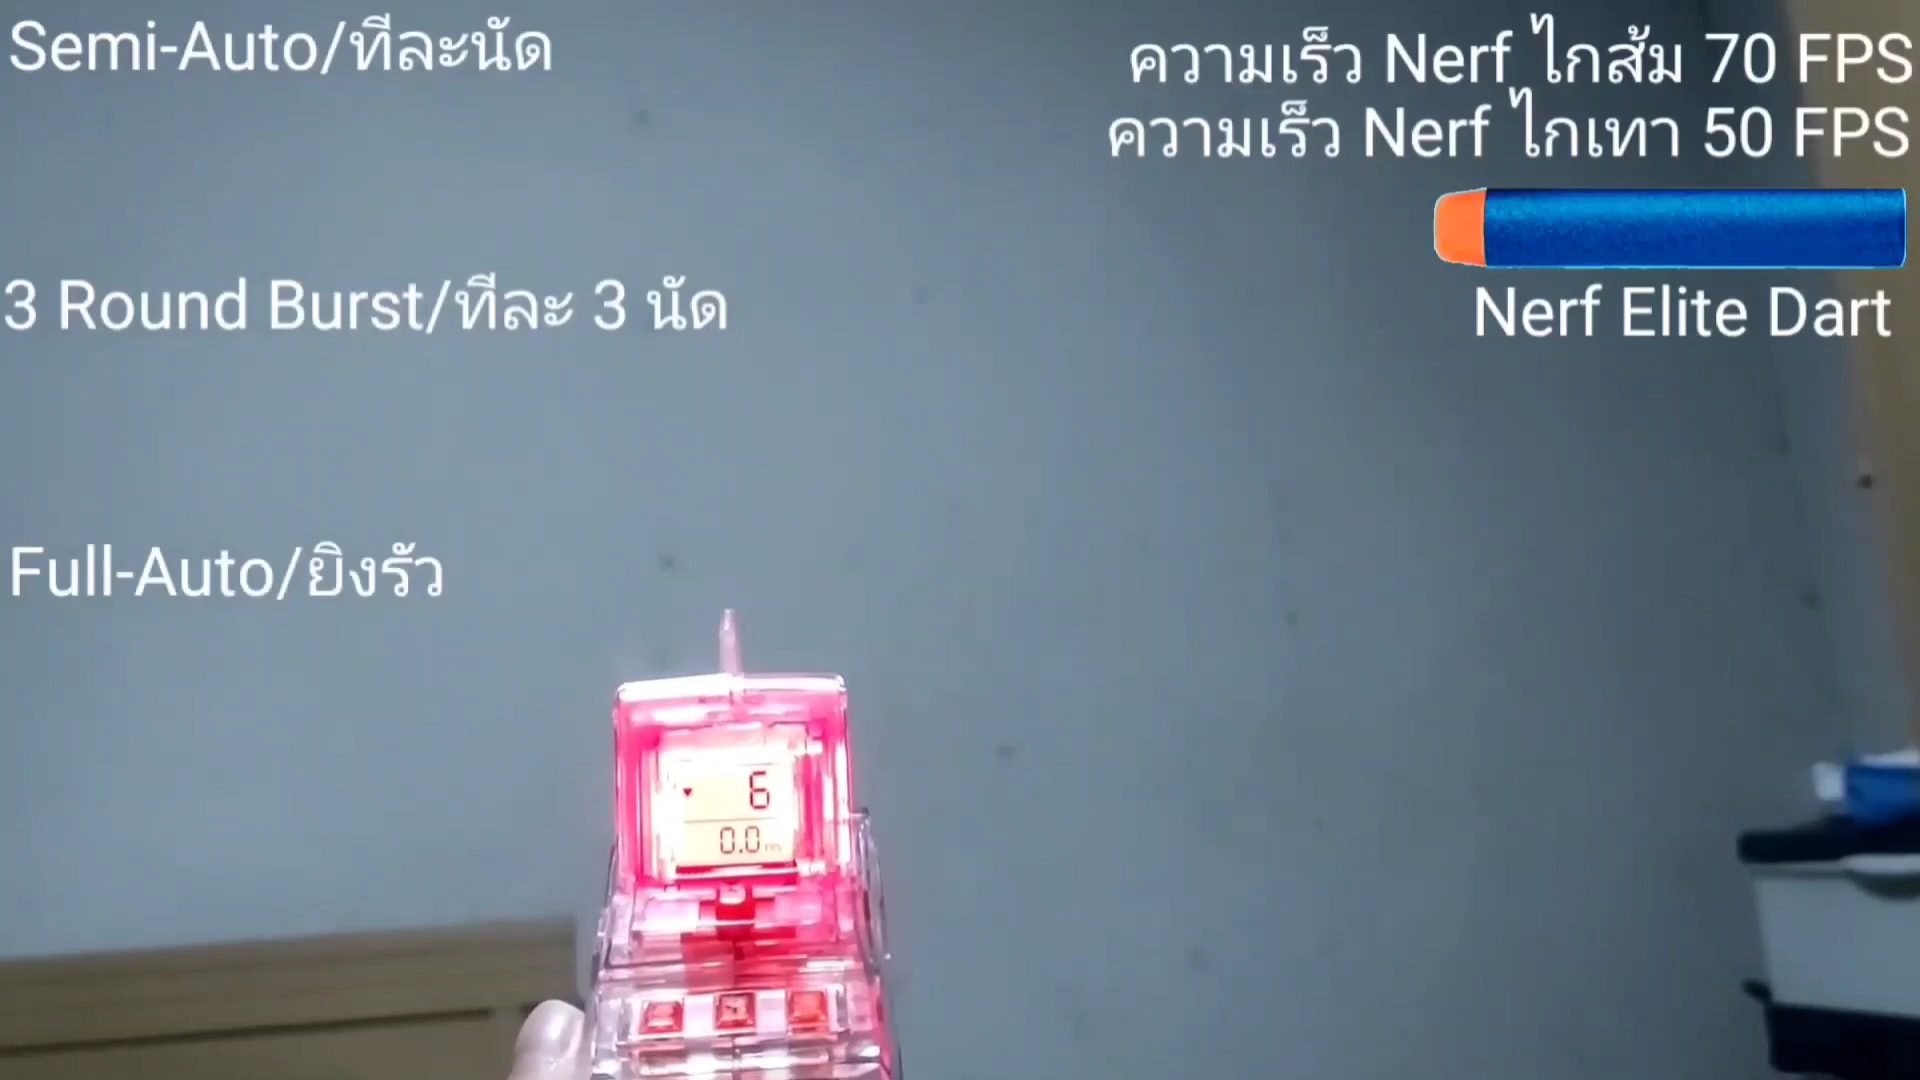 Semi-Auto/ทีละนัด
ความเร็ว Nerf ไกส้ม 70 FPS
ความเร็ว Nerf ไกเทา 50 FPS
3 Round Burst/ทีละ 3 นัด
Nerf Elite Dart
Full-Auto/ยิงรัว
6
0.0